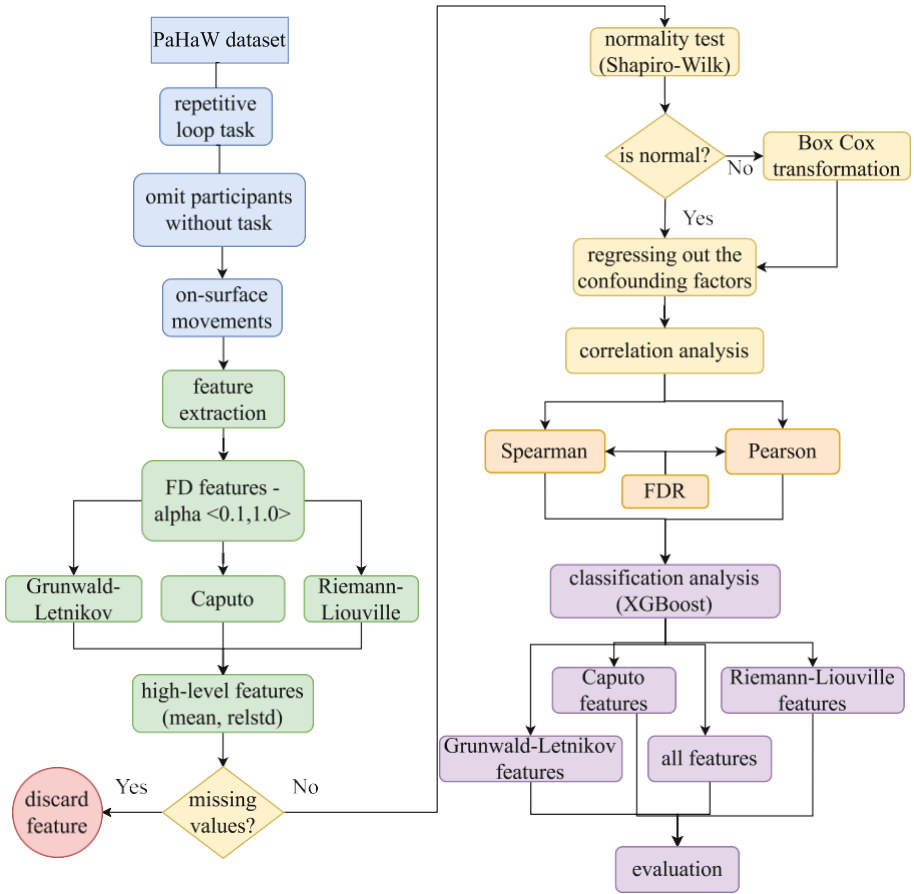 PaHaW dataset
repetitive
loop task
omit participants
without task
on-surface
movements
feature
extraction
FD features -
alpha <0.1,1.0>
Grunwald-
Letnikov
Caputo
Riemann-
Liouville
high-level features
(mean, relstd)
missing
values?
Yes
No
discard
feature
normality test
(Shapiro-Wilk)
is normal?
No
Box Cox
transformation
Yes
regressing out the
confounding factors
correlation analysis
Spearman
Pearson
FDR
classification analysis
(XGBoost)
Caputo
features
Riemann-Liouville
features
Grunwald-Letnikov
features
all features
evaluation